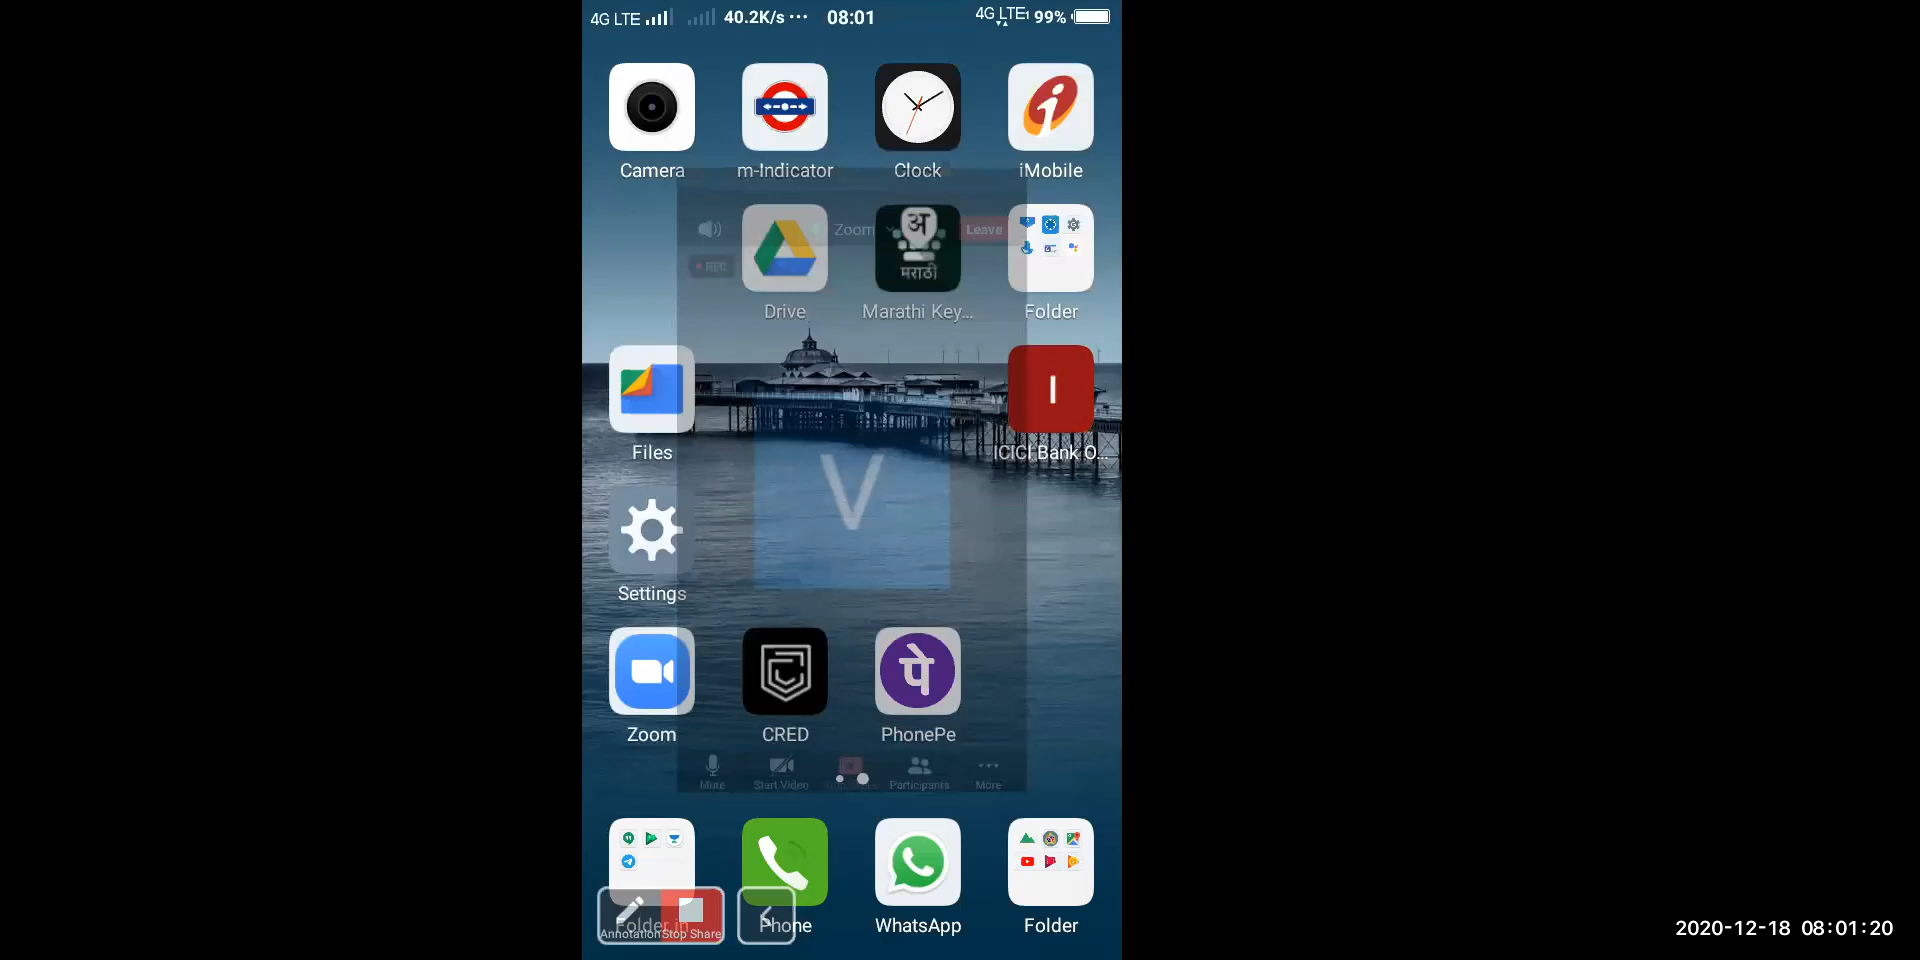 4G LTE 40.2K/s ··· 08:01 4G LTE 99%
Camera m-Indicator Clock iMobile
Zoom Leave
अ
मराठी
Drive Marathi Key... Folder
I
Files ICICI Bank O...
V
Settings
पे
Zoom CRED PhonePe
Mute Start Video Participants More
Folder in Phone WhatsApp Folder
Annotation Stop Share
2020-12-18 08:01:20